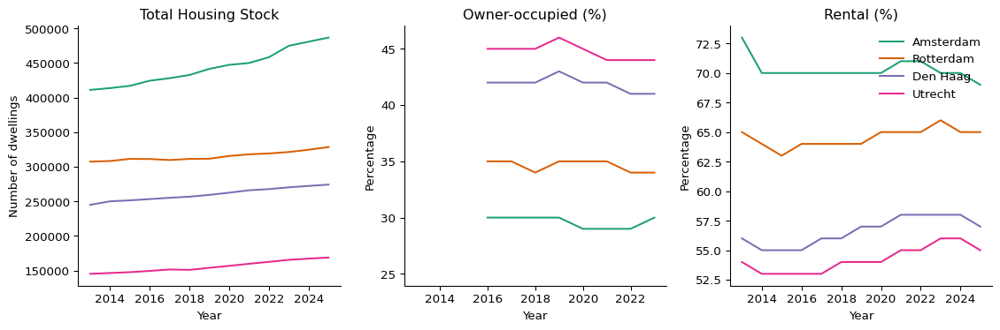 Total Housing Stock
Number of dwellings
500000
450000
400000
350000
300000
250000
200000
150000
2014 2016 2018 2020 2022 2024
Year
Owner-occupied (%)
Percentage
45
40
35
30
25
2014 2016 2018 2020 2022
Year
Rental (%)
Percentage
72.5
70.0
67.5
65.0
62.5
60.0
57.5
55.0
52.5
2014 2016 2018 2020 2022 2024
Year
Amsterdam
Rotterdam
Den Haag
Utrecht